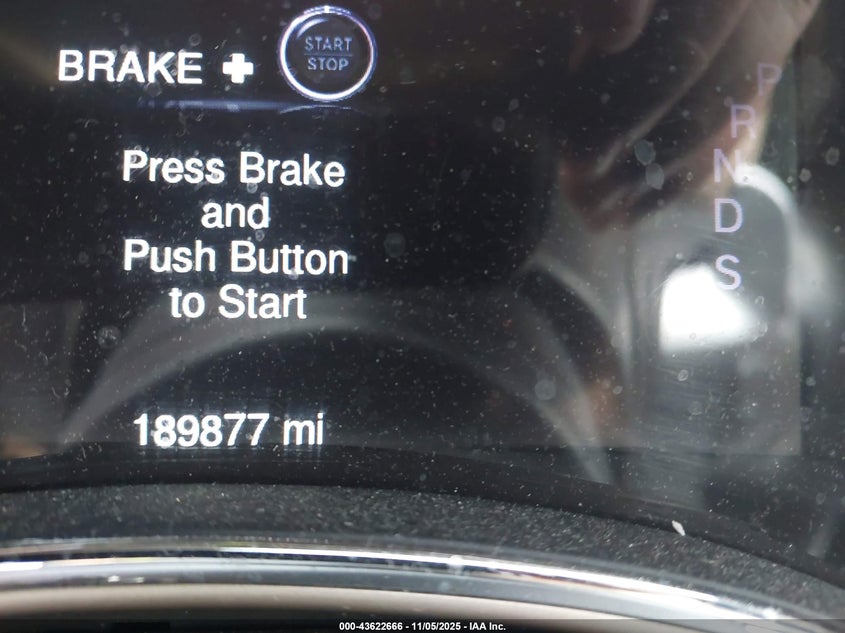 BRAKE +
START
STOP
Press Brake
and
Push Button
to Start
189877 mi
P
R
N
D
S
000-43622666 - 11/05/2025 - IAA Inc.